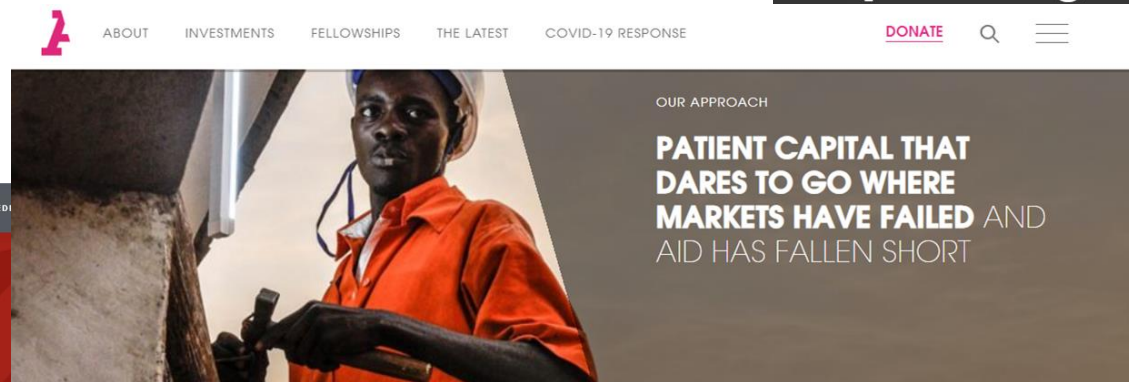 ABOUT INVESTMENTS FELLOWSHIPS THE LATEST COVID-19 RESPONSE DONATE
OUR APPROACH
PATIENT CAPITAL THAT
DARES TO GO WHERE
MARKETS HAVE FAILED AND
AID HAS FALLEN SHORT